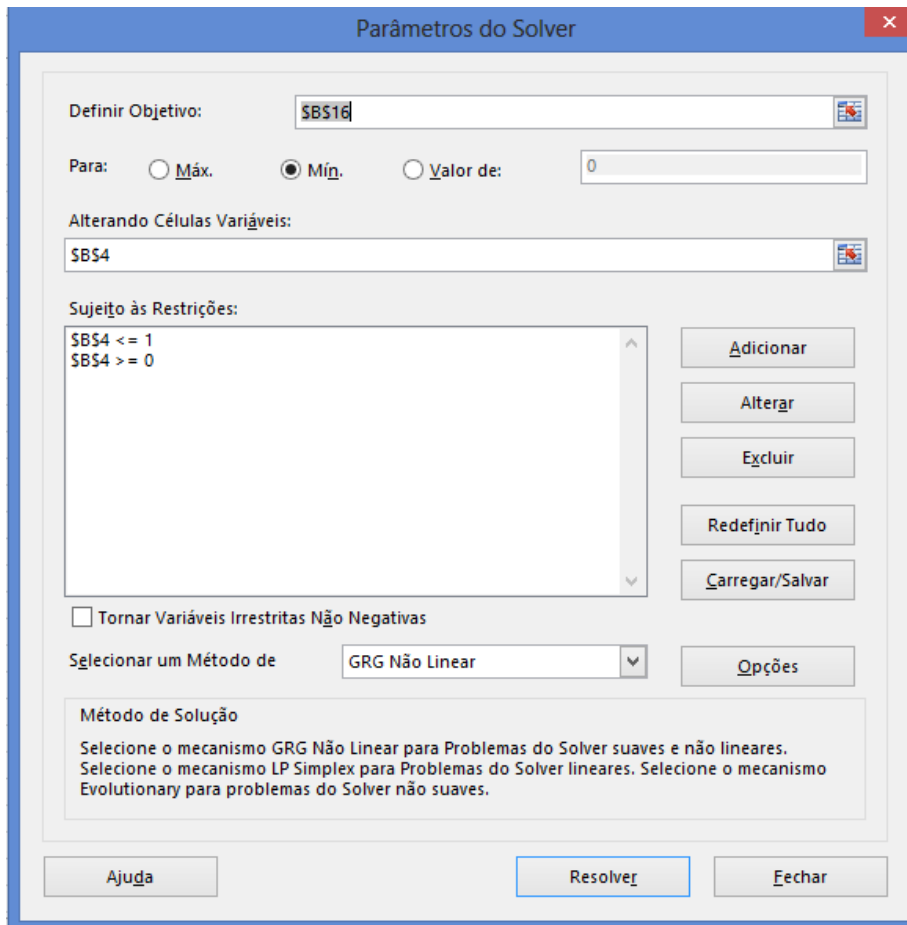 Parâmetros do Solver
Definir Objetivo: $B$16
Para: Máx. Mín. Valor de: 0
Alterando Células Variáveis:
$B$4
Sujeito às Restrições:
$B$4 <= 1
$B$4 >= 0
Adicionar
Alterar
Excluir
Redefinir Tudo
Carregar/Salvar
Tornar Variáveis Irrestritas Não Negativas
Selecionar um Método de GRG Não Linear Opções
Método de Solução
Selecione o mecanismo GRG Não Linear para Problemas do Solver suaves e não lineares.
Selecione o mecanismo LP Simplex para Problemas do Solver lineares. Selecione o mecanismo
Evolutionary para problemas do Solver não suaves.
Ajuda Resolver Fechar